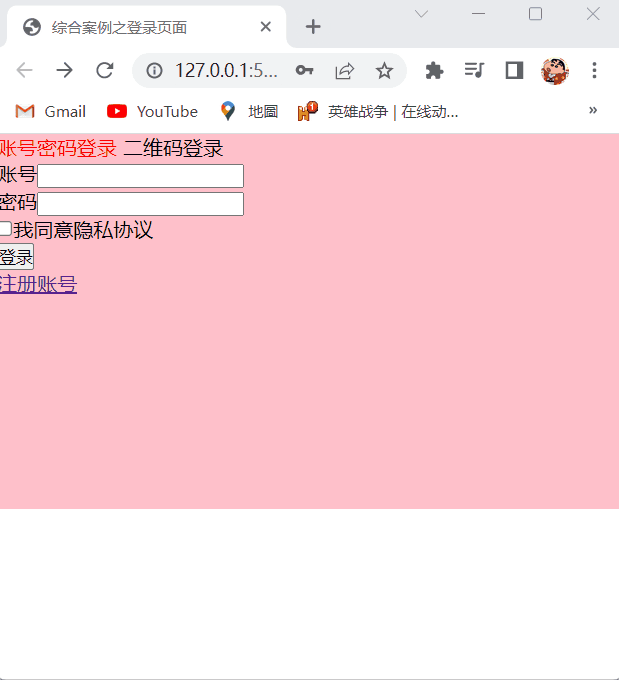 综合案例之登录页面
127.0.0.1:5...
Gmail YouTube 地圖 英雄战争 | 在线动... »
账号密码登录 二维码登录
账号
密码
我同意隐私协议
登录
注册账号